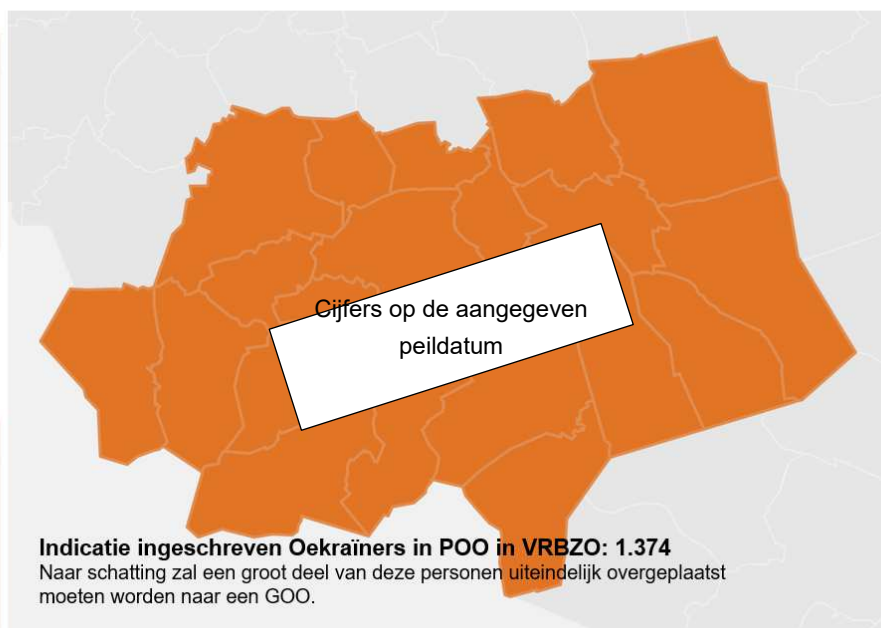 Cijfers op de aangegeven
peildatum
Indicatie ingeschreven Oekraïners in POO in VRBZO: 1.374
Naar schatting zal een groot deel van deze personen uiteindelijk overgeplaatst
moeten worden naar een GOO.